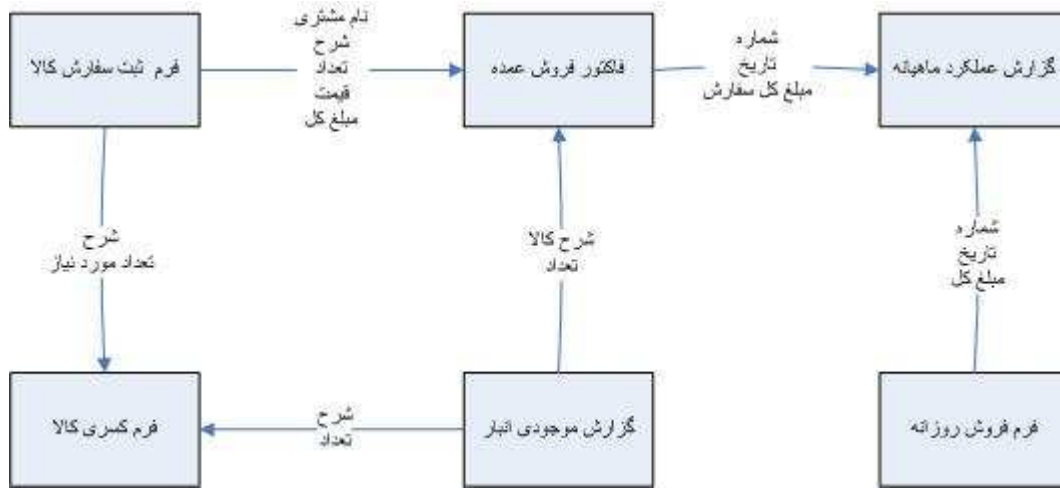 فرم ثبت سفارش کالا
نام مشتری
شرح
تعداد
قیمت
مبلغ کل
فاکتور فروش عمده
شماره
تاریخ
مبلغ کل سفارش
گزارش عملکرد ماهیانه
شرح
تعداد مورد نیاز
شرح کالا
تعداد
شماره
تاریخ
مبلغ کل
فرم کسری کالا
شرح
تعداد
گزارش موجودی انبار
فرم فروش روزانه